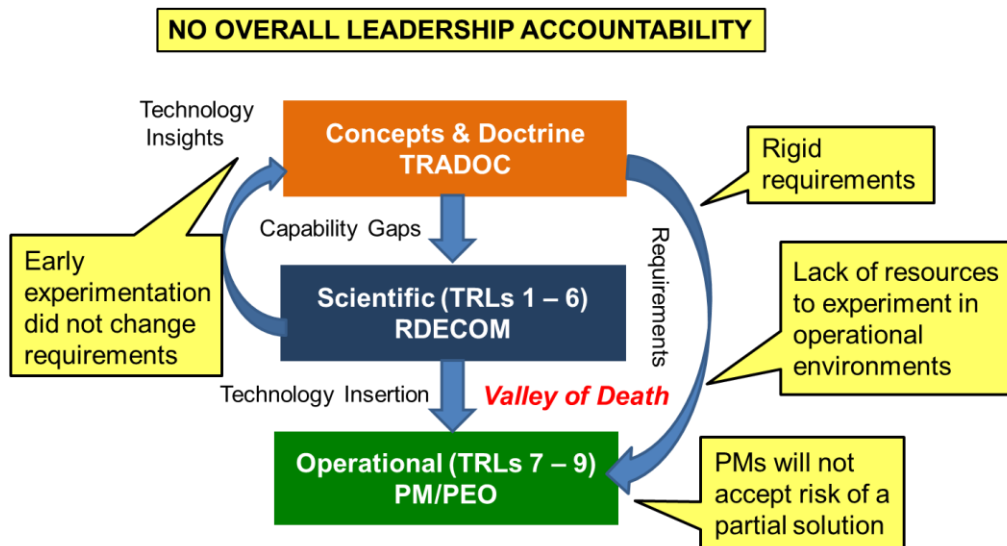 NO OVERALL LEADERSHIP ACCOUNTABILITY
Technology
Insights
Concepts & Doctrine
TRADOC
Rigid
requirements
Capability Gaps
Requirements
Early
experimentation
did not change
requirements
Scientific (TRLs 1 – 6)
RDECOM
Lack of resources
to experiment in
operational
environments
Technology Insertion
Valley of Death
Operational (TRLs 7 – 9)
PM/PEO
PMs will not
accept risk of a
partial solution